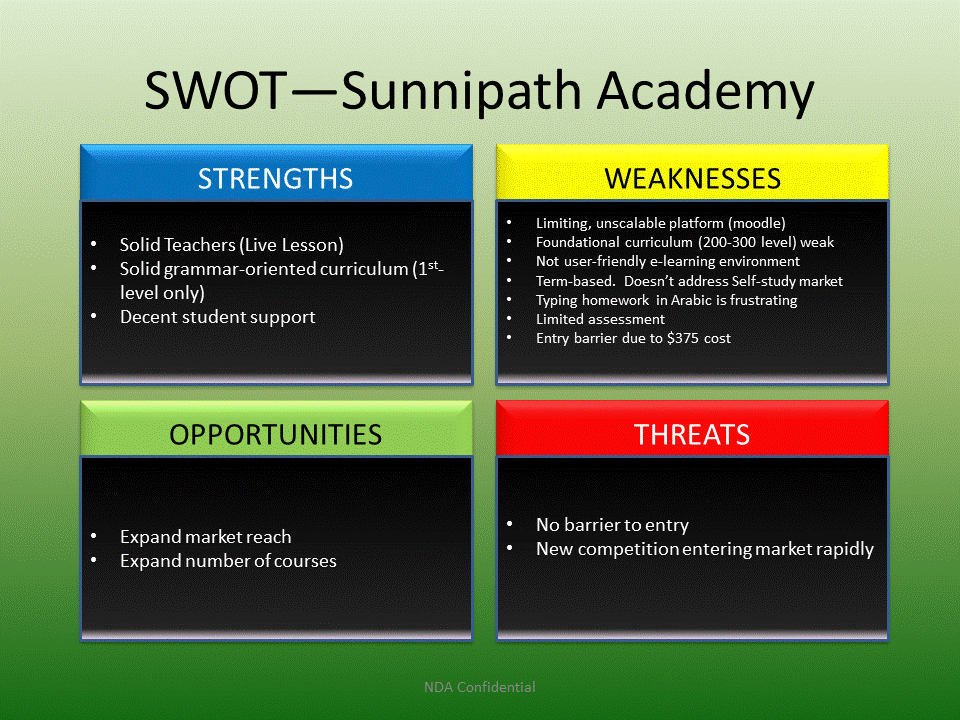 SWOT—Sunnipath Academy
STRENGTHS
• Solid Teachers (Live Lesson)
• Solid grammar-oriented curriculum (1st-
level only)
• Decent student support
WEAKNESSES
• Limiting, unscalable platform (moodle)
• Foundational curriculum (200-300 level) weak
• Not user-friendly e-learning environment
• Term-based.  Doesn’t address Self-study market
• Typing homework  in Arabic is frustrating
• Limited assessment
• Entry barrier due to $375 cost
OPPORTUNITIES
• Expand market reach
• Expand number of courses
THREATS
• No barrier to entry
• New competition entering market rapidly
NDA Confidential